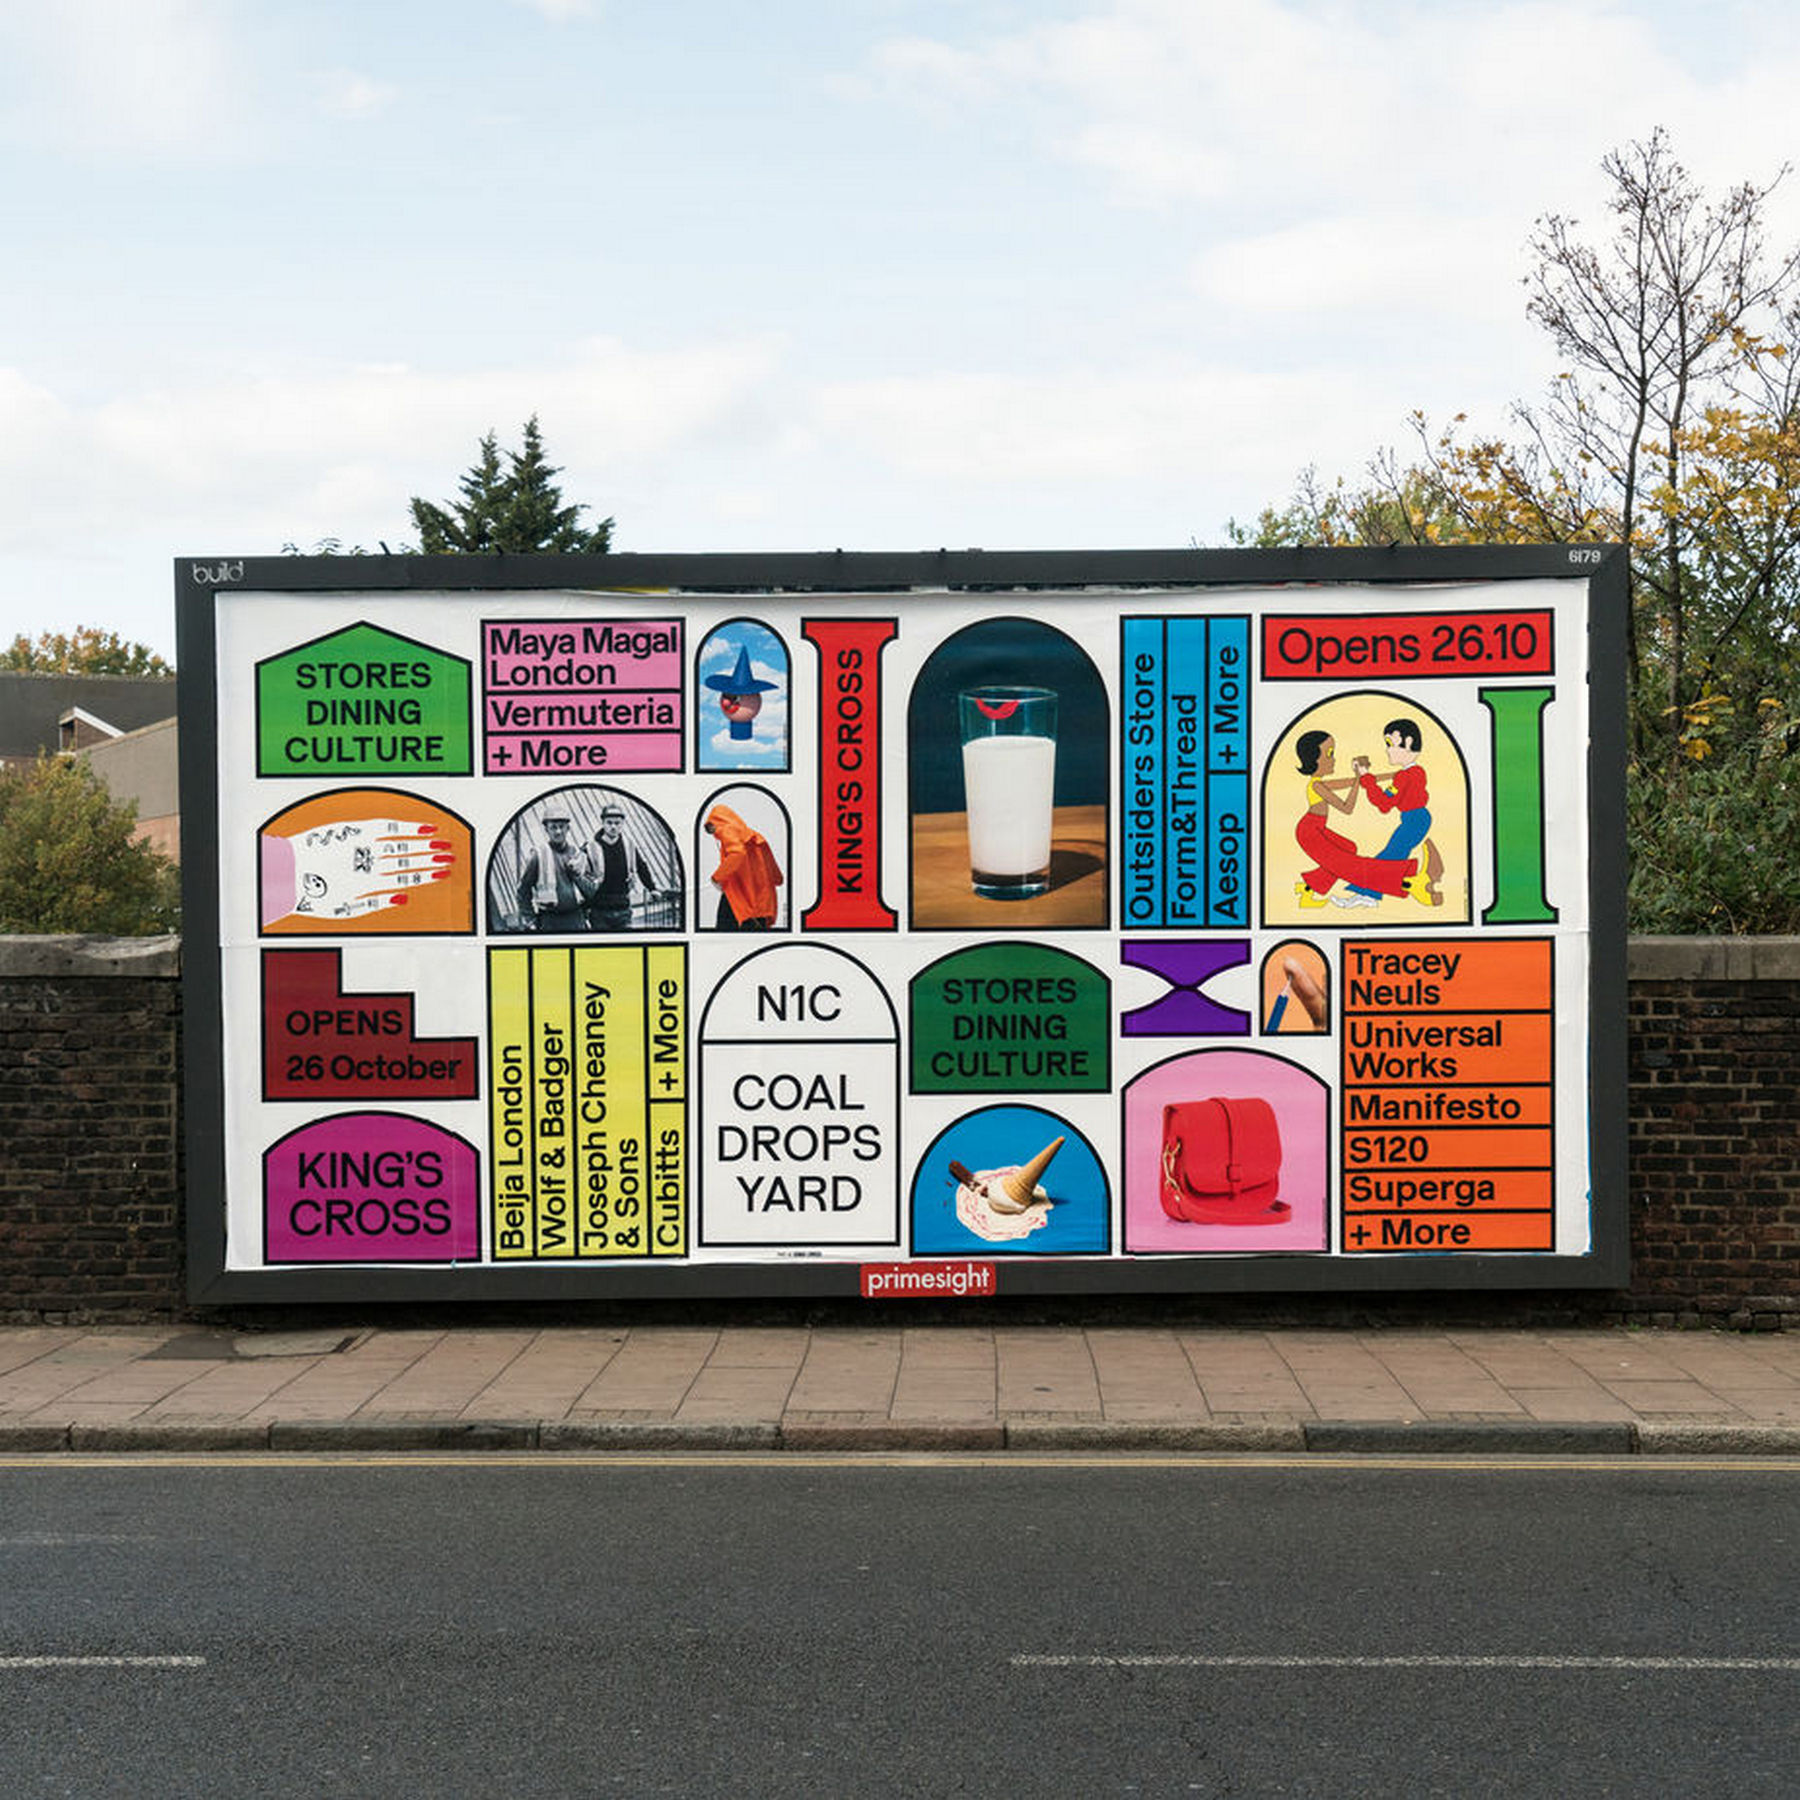 build
6179
STORES
DINING
CULTURE
Maya Magal
London
Vermuteria
+ More
KING'S CROSS
Outsiders Store
Form&Thread
Aesop
+ More
Opens 26.10
OPENS
26 October
KING'S
CROSS
Beija London
Wolf & Badger
Joseph Cheaney
& Sons
Cubitts
+ More
N1C
COAL
DROPS
YARD
STORES
DINING
CULTURE
Tracey
Neuls
Universal
Works
Manifesto
S120
Superga
+ More
primesight